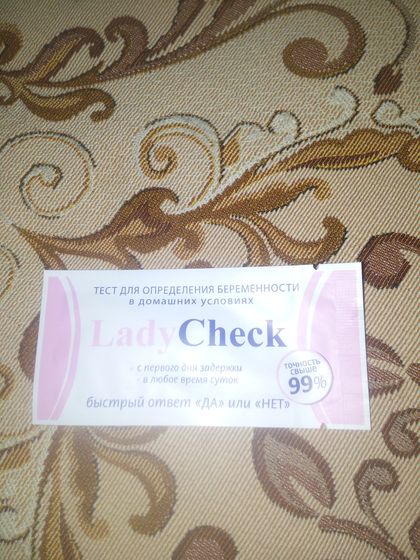 ТЕСТ ДЛЯ ОПРЕДЕЛЕНИЯ БЕРЕМЕННОСТИ
в домашних условиях
LadyCheck
- с первого дня задержки
- в любое время суток
точность
свыше
99%
быстрый ответ «ДА» или «НЕТ»